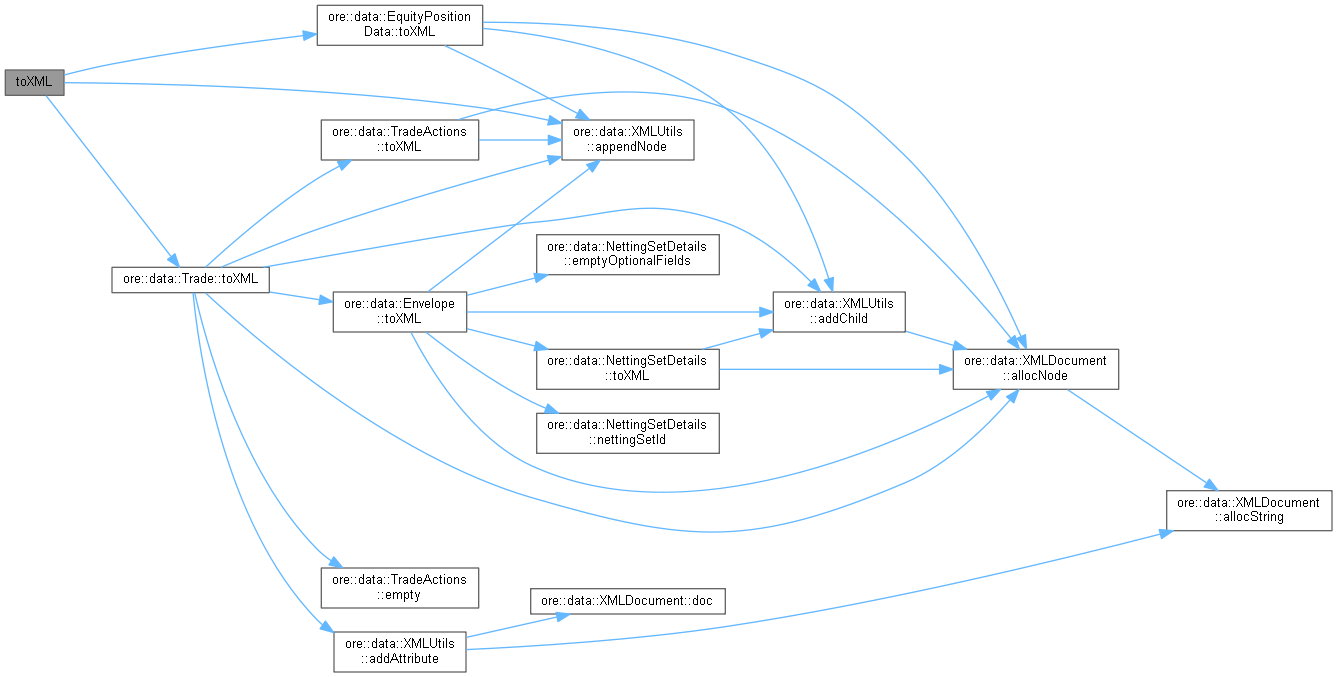 ore::data::EquityPosition
Data::toXML
toXML
ore::data::TradeActions
::toXML
ore::data::XMLUtils
::appendNode
ore::data::NettingSetDetails
::emptyOptionalFields
ore::data::Trade::toXML
ore::data::Envelope
::toXML
ore::data::XMLUtils
::addChild
ore::data::NettingSetDetails
::toXML
ore::data::XMLDocument
::allocNode
ore::data::NettingSetDetails
::nettingSetId
ore::data::XMLDocument
::allocString
ore::data::TradeActions
::empty
ore::data::XMLDocument::doc
ore::data::XMLUtils
::addAttribute